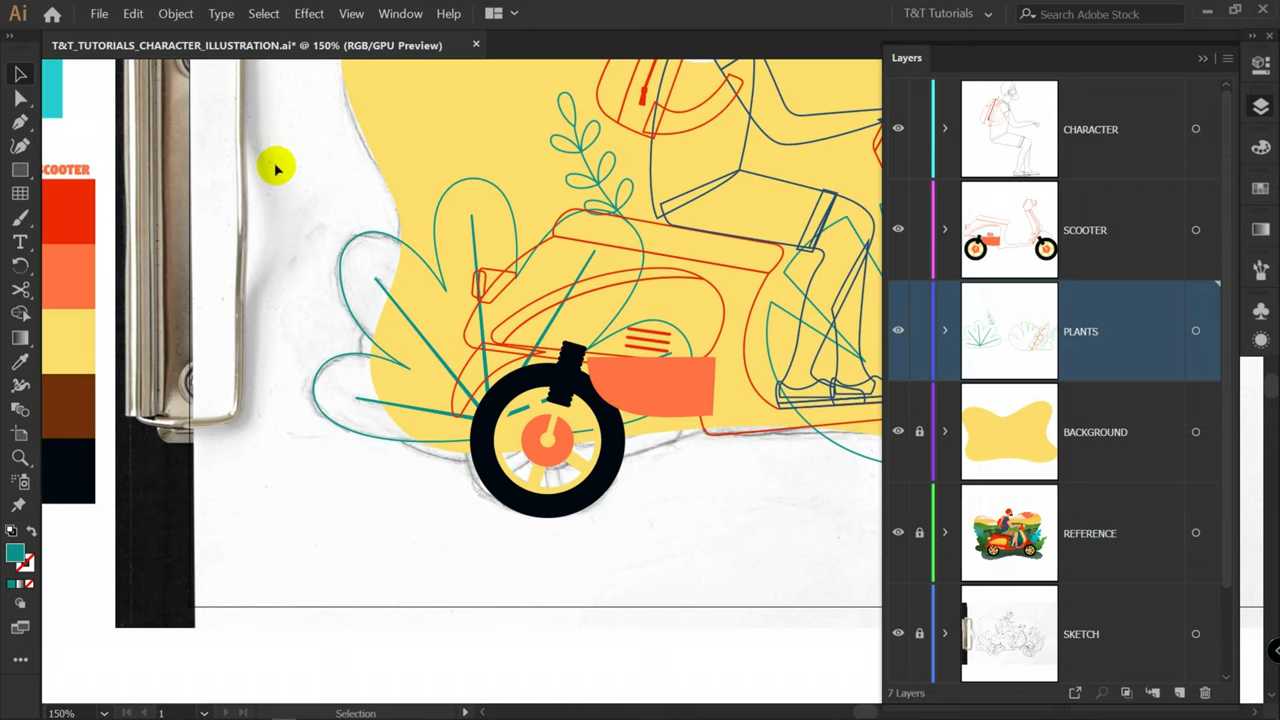 Ai File Edit Object Type Select Effect View Window Help T&T Tutorials Search Adobe Stock
T&T_TUTORIALS_CHARACTER_ILLUSTRATION.ai* @ 150% (RGB/GPU Preview)
Layers
CHARACTER
SCOOTER
SCOOTER
PLANTS
BACKGROUND
REFERENCE
SKETCH
7 Layers
150% 1 Selection